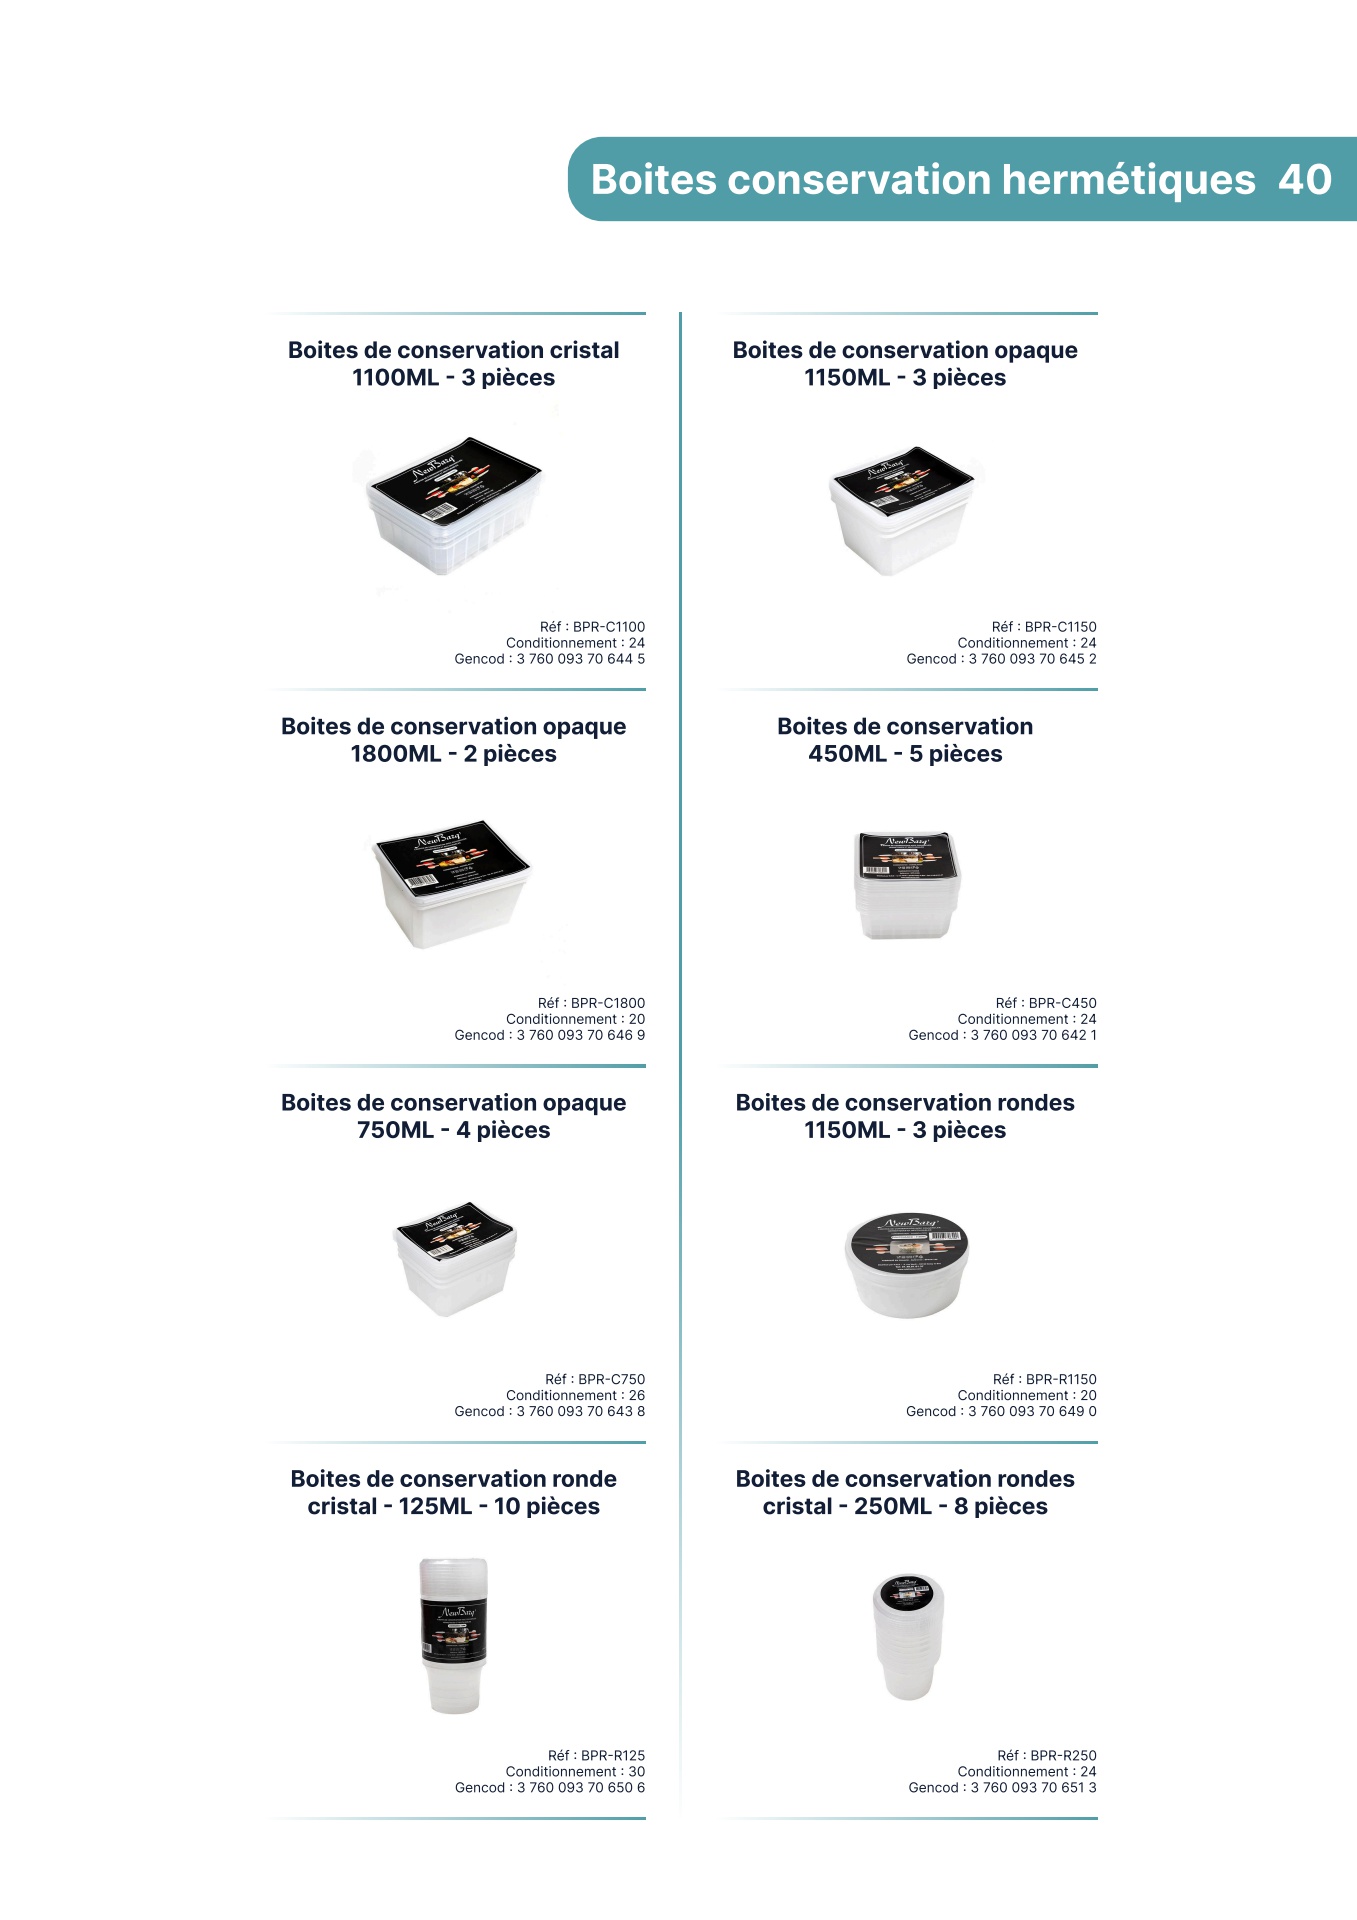 Boites conservation hermétiques 40
Boites de conservation cristal
1100ML - 3 pièces
NewBazq
Réf : BPR-C1100
Conditionnement : 24
Gencod : 3 760 093 70 644 5
Boites de conservation opaque
1150ML - 3 pièces
NewBazq
Réf : BPR-C1150
Conditionnement : 24
Gencod : 3 760 093 70 645 2
Boites de conservation opaque
1800ML - 2 pièces
NewBazq
Réf : BPR-C1800
Conditionnement : 20
Gencod : 3 760 093 70 646 9
Boites de conservation
450ML - 5 pièces
NewBazq
Réf : BPR-C450
Conditionnement : 24
Gencod : 3 760 093 70 642 1
Boites de conservation opaque
750ML - 4 pièces
NewBazq
Réf : BPR-C750
Conditionnement : 26
Gencod : 3 760 093 70 643 8
Boites de conservation rondes
1150ML - 3 pièces
NewBazq
Réf : BPR-R1150
Conditionnement : 20
Gencod : 3 760 093 70 649 0
Boites de conservation ronde
cristal - 125ML - 10 pièces
NewBazq
Réf : BPR-R125
Conditionnement : 30
Gencod : 3 760 093 70 650 6
Boites de conservation rondes
cristal - 250ML - 8 pièces
NewBazq
Réf : BPR-R250
Conditionnement : 24
Gencod : 3 760 093 70 651 3